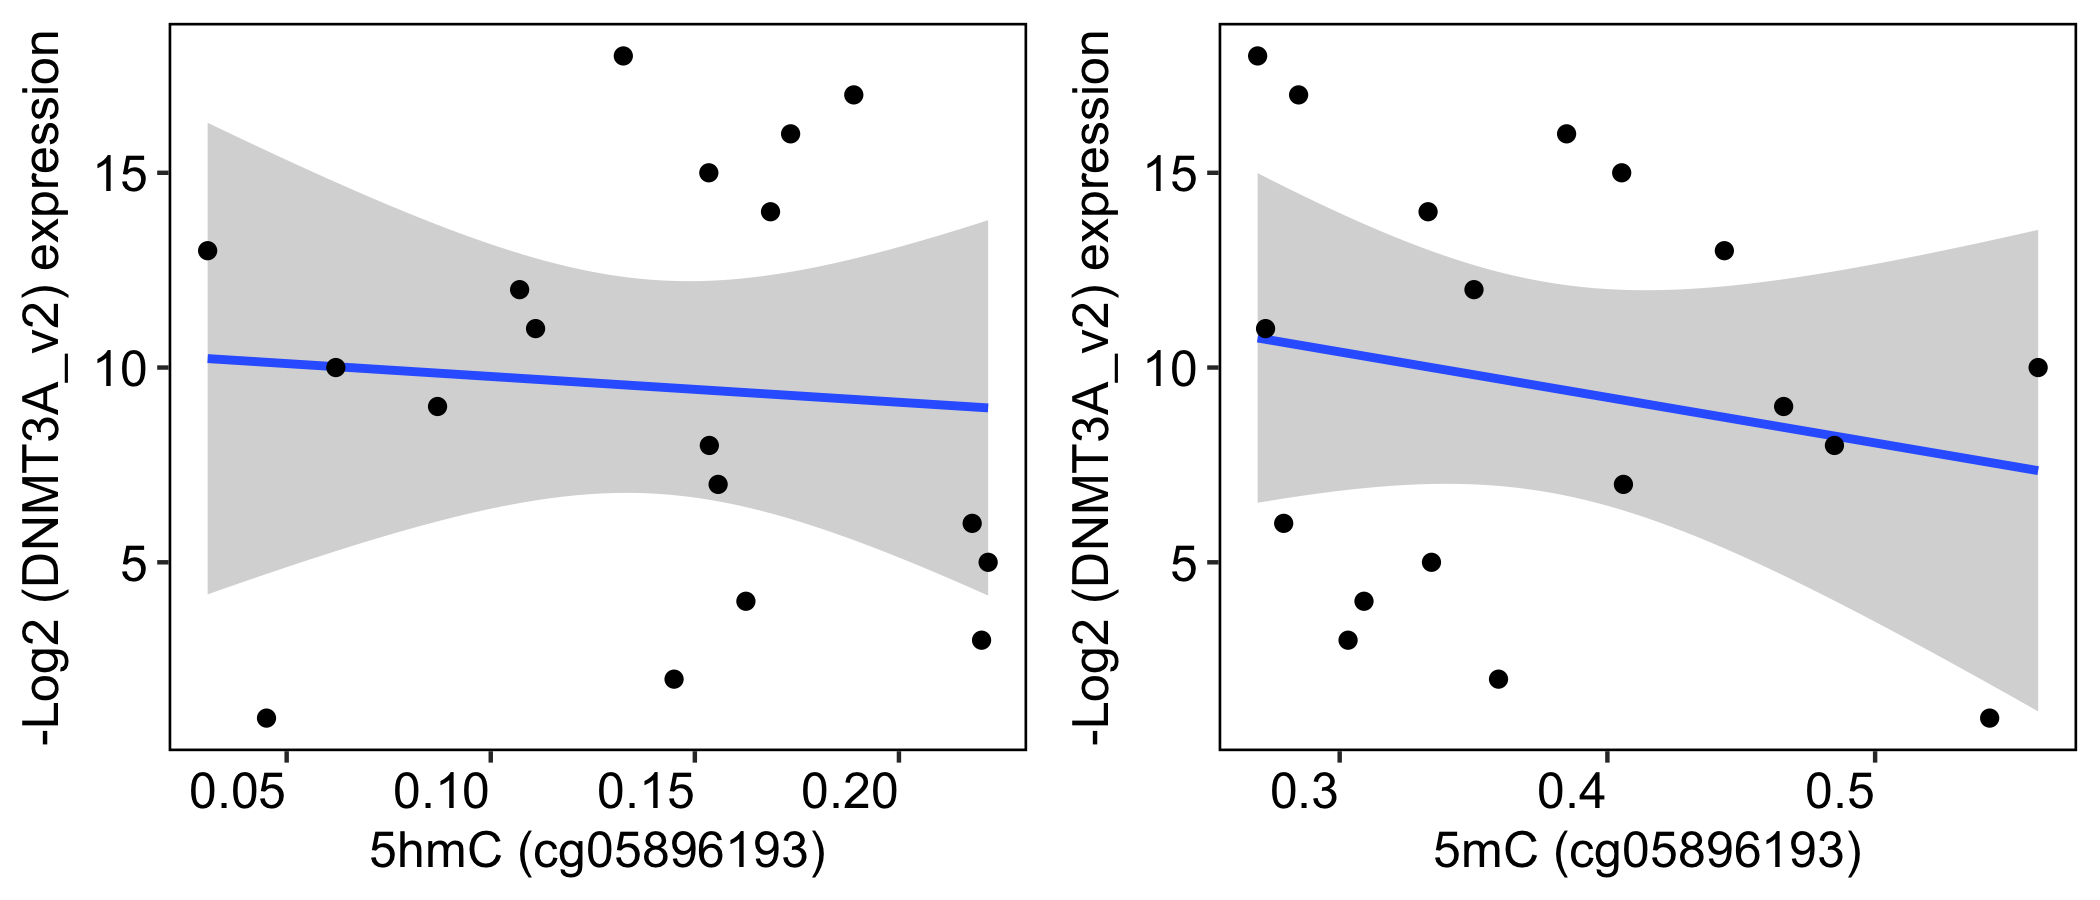 -Log2 (DNMT3A_v2) expression
15
10
5
0.05 0.10 0.15 0.20
5hmC (cg05896193)
-Log2 (DNMT3A_v2) expression
15
10
5
0.3 0.4 0.5
5mC (cg05896193)